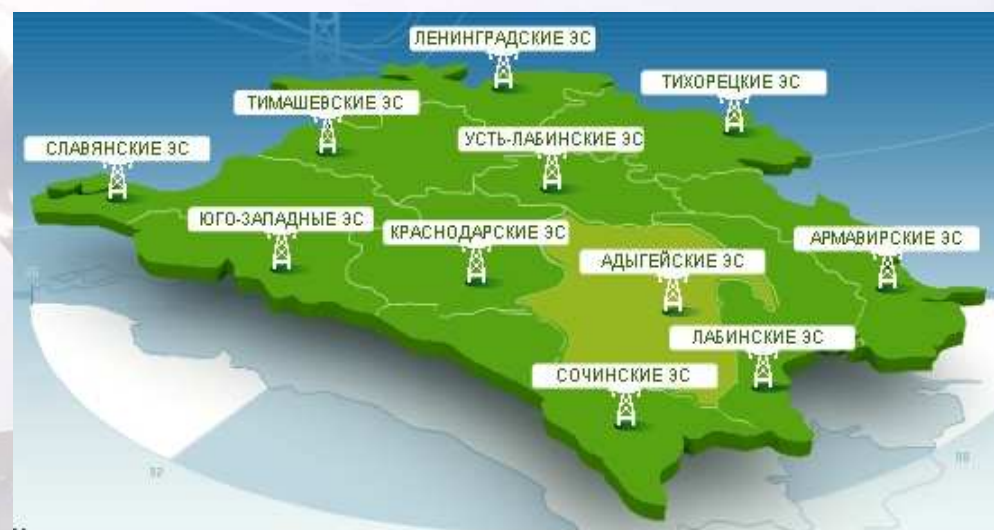 ЛЕНИНГРАДСКИЕ ЭС
ТИХОРЕЦКИЕ ЭС
ТИМАШЕВСКИЕ ЭС
УСТЬ-ЛАБИНСКИЕ ЭС
СЛАВЯНСКИЕ ЭС
ЮГО-ЗАПАДНЫЕ ЭС
КРАСНОДАРСКИЕ ЭС
АРМАВИРСКИЕ ЭС
АДЫГЕЙСКИЕ ЭС
ЛАБИНСКИЕ ЭС
СОЧИНСКИЕ ЭС